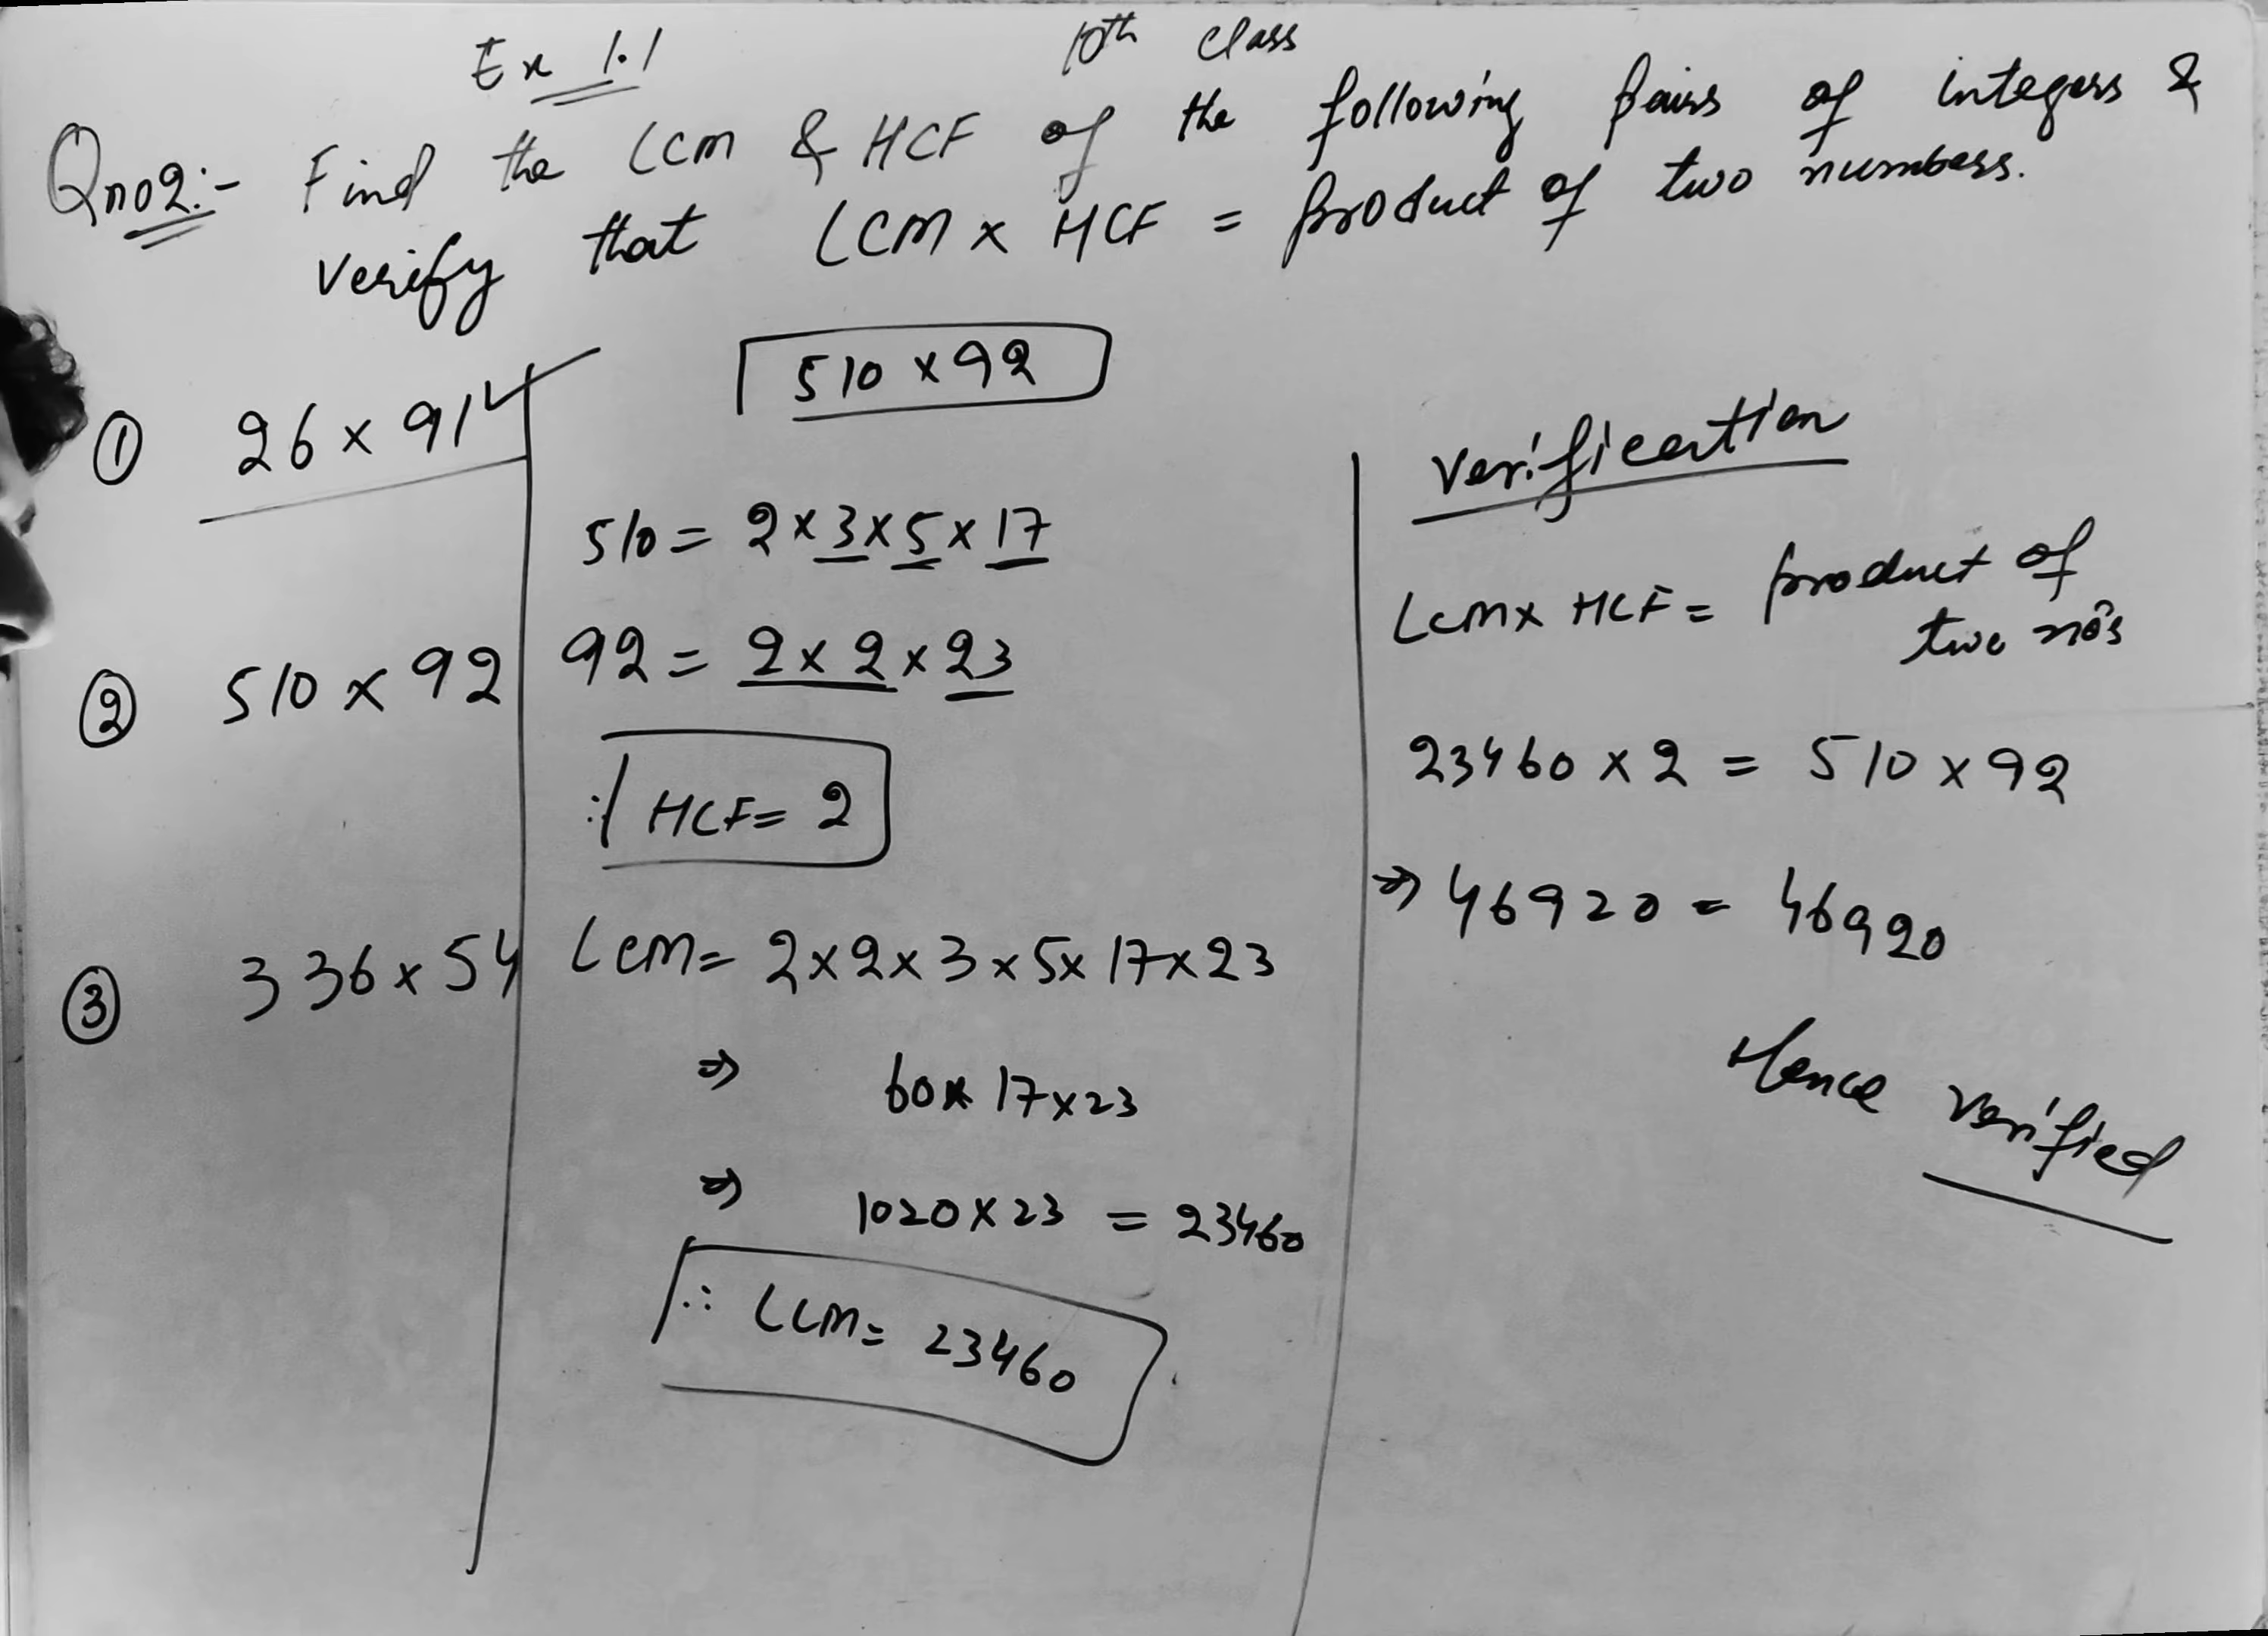 Ex 1.1 10th class
Qno2:- Find the LCM & HCF of the following pairs of integers &
verify that LCM x HCF = product of two numbers.
① 26 x 91
② 510 x 92
③ 336 x 54
510 x 92
510 = 2 x 3 x 5 x 17
92 = 2 x 2 x 23
∴ HCF = 2
LCM = 2 x 2 x 3 x 5 x 17 x 23
⇒ 60 x 17 x 23
⇒ 1020 x 23 = 23460
∴ LCM = 23460
verification
LCM x HCF = product of
two no's
23460 x 2 = 510 x 92
⇒ 46920 = 46920
Hence verified